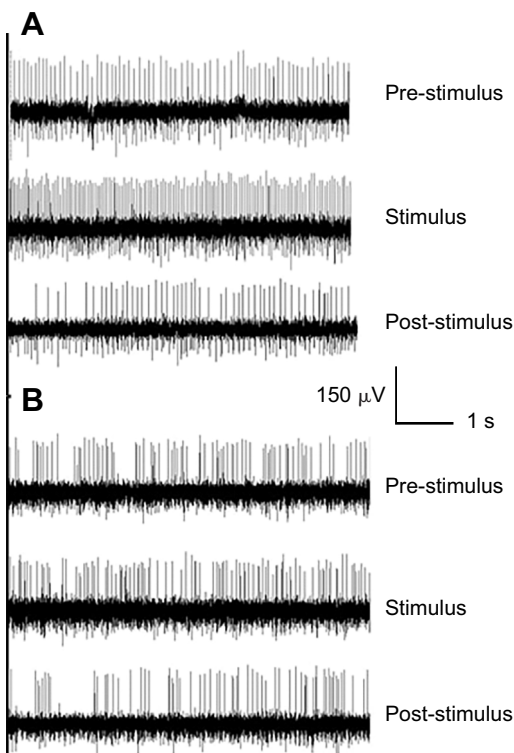 A
Pre-stimulus
Stimulus
Post-stimulus
150 μV
1 s
B
Pre-stimulus
Stimulus
Post-stimulus